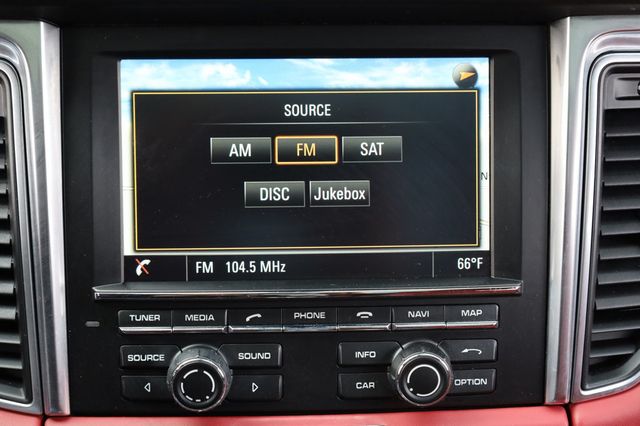 SOURCE
AM FM SAT
DISC Jukebox
N
FM 104.5 MHz 66°F
TUNER MEDIA PHONE NAVI MAP
SOURCE SOUND INFO
CAR OPTION